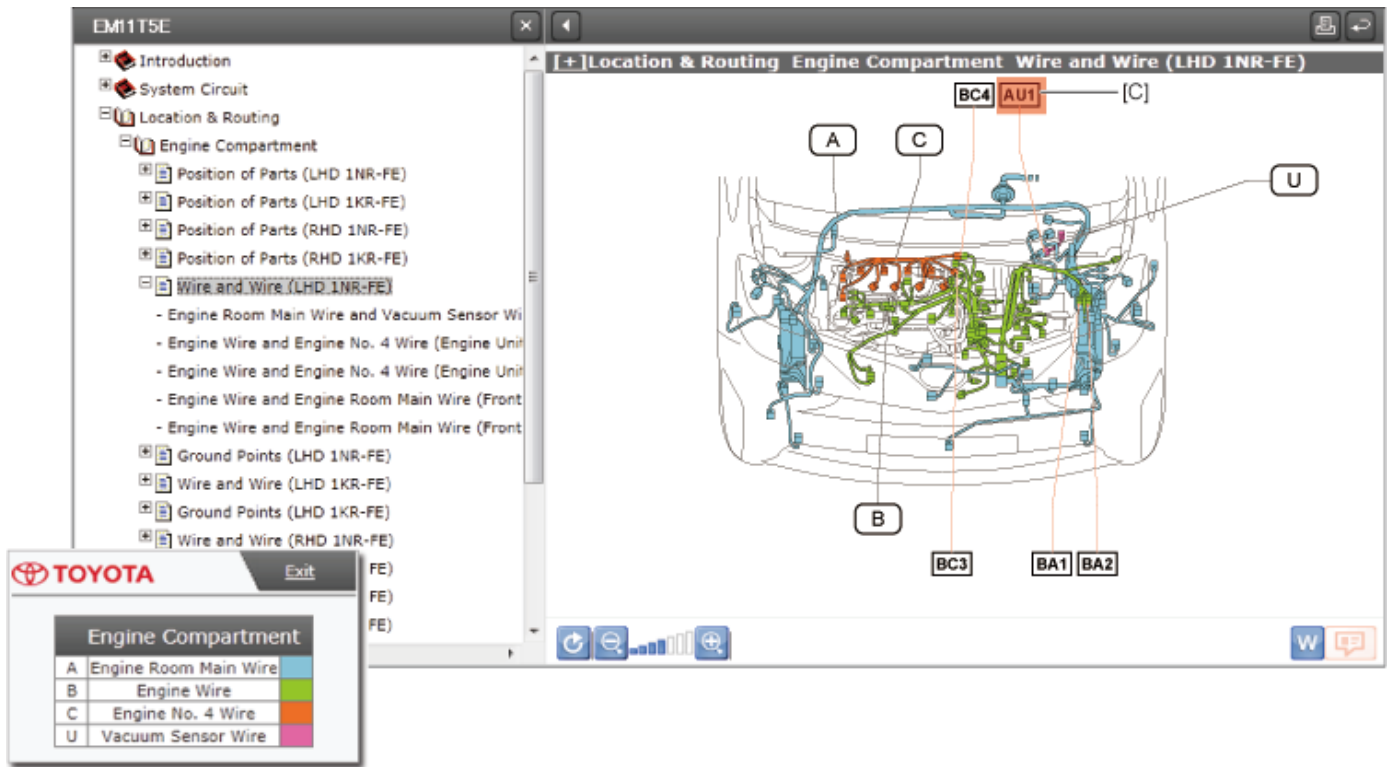 EM11T5E
Introduction
System Circuit
Location & Routing
Engine Compartment
Position of Parts (LHD 1NR-FE)
Position of Parts (LHD 1KR-FE)
Position of Parts (RHD 1NR-FE)
Position of Parts (RHD 1KR-FE)
Wire and Wire (LHD 1NR-FE)
- Engine Room Main Wire and Vacuum Sensor Wi
- Engine Wire and Engine No. 4 Wire (Engine Unit
- Engine Wire and Engine No. 4 Wire (Engine Unit
- Engine Wire and Engine Room Main Wire (Front
- Engine Wire and Engine Room Main Wire (Front
Ground Points (LHD 1NR-FE)
Wire and Wire (LHD 1KR-FE)
Ground Points (LHD 1KR-FE)
Wire and Wire (RHD 1NR-FE)
FE)
FE)
FE)
TOYOTA Exit
Engine Compartment
A Engine Room Main Wire
B Engine Wire
C Engine No. 4 Wire
U Vacuum Sensor Wire
[+]Location & Routing Engine Compartment Wire and Wire (LHD 1NR-FE)
BC4 AU1 [C]
A C
U
B
BC3 BA1 BA2
W